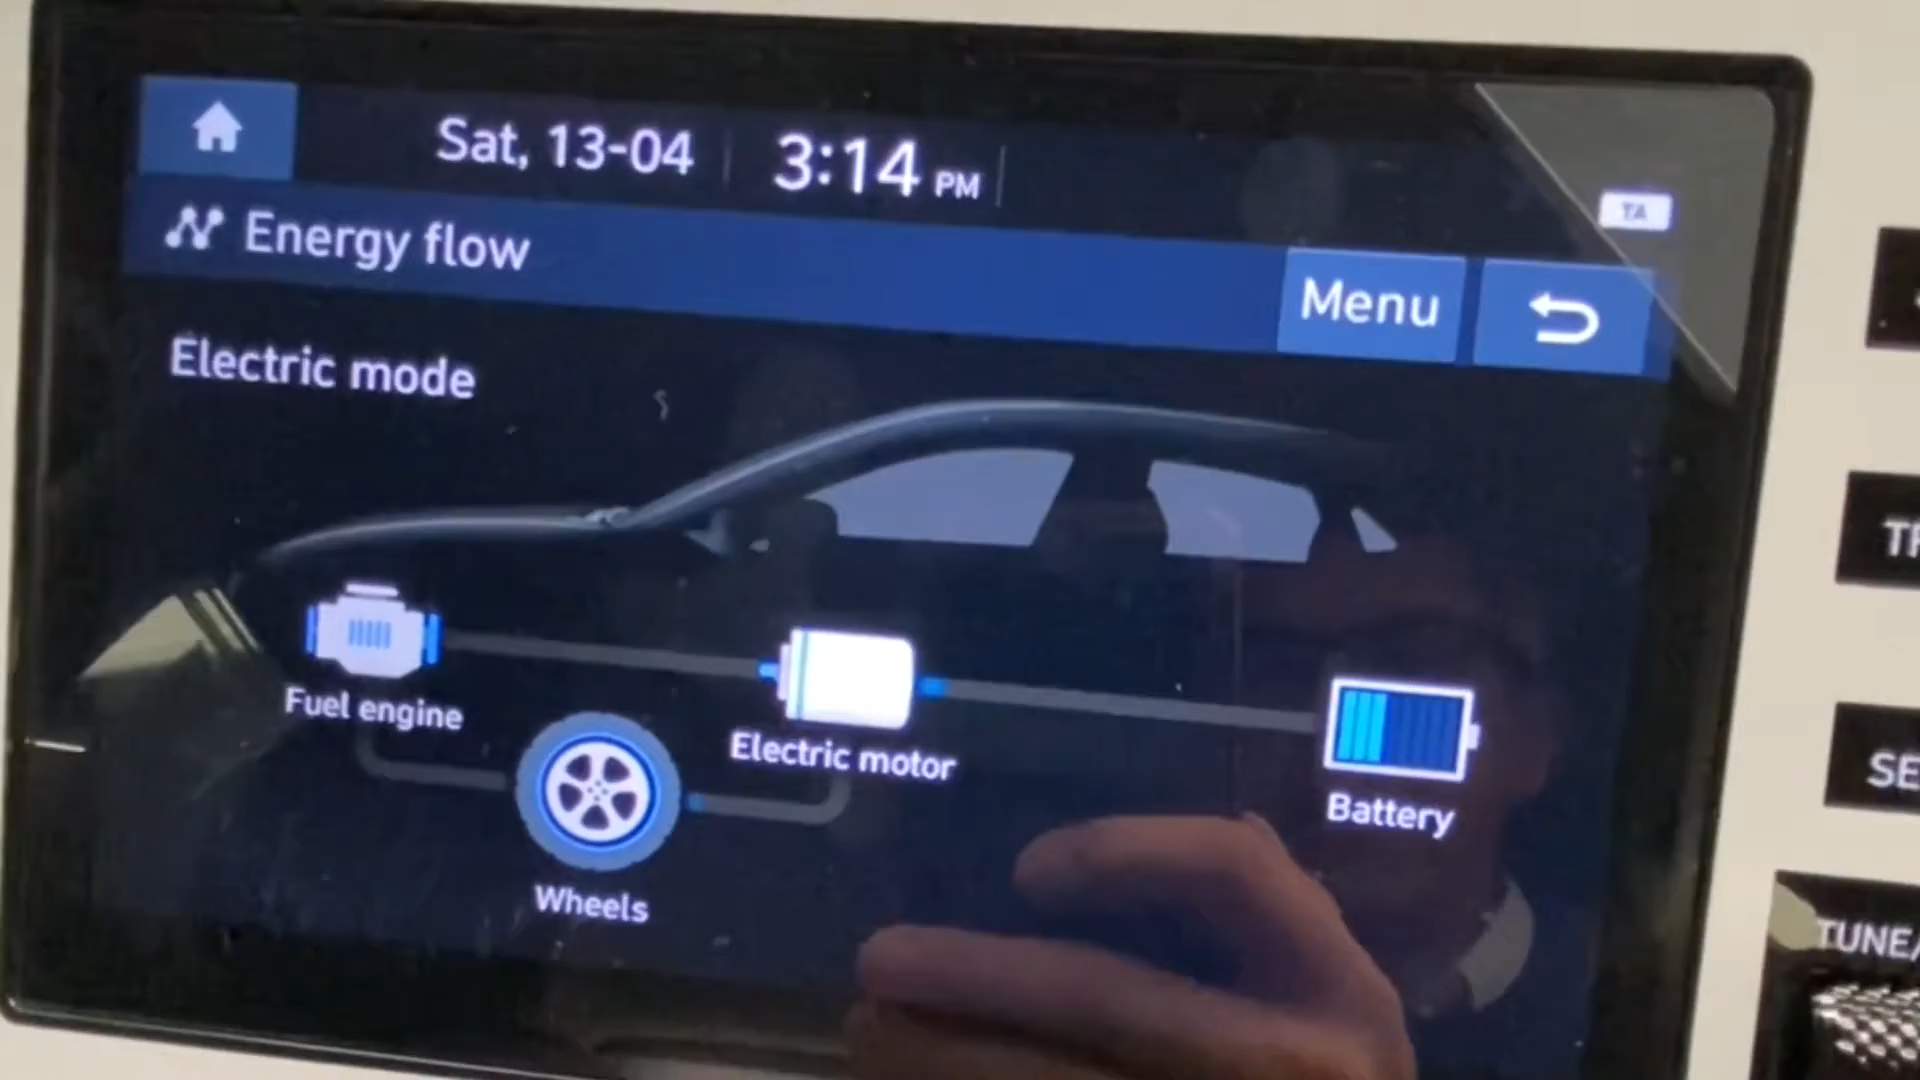 Sat, 13-04
3:14 PM
TA
Energy flow
Menu
Electric mode
Fuel engine
Electric motor
Battery
Wheels
TUNE/